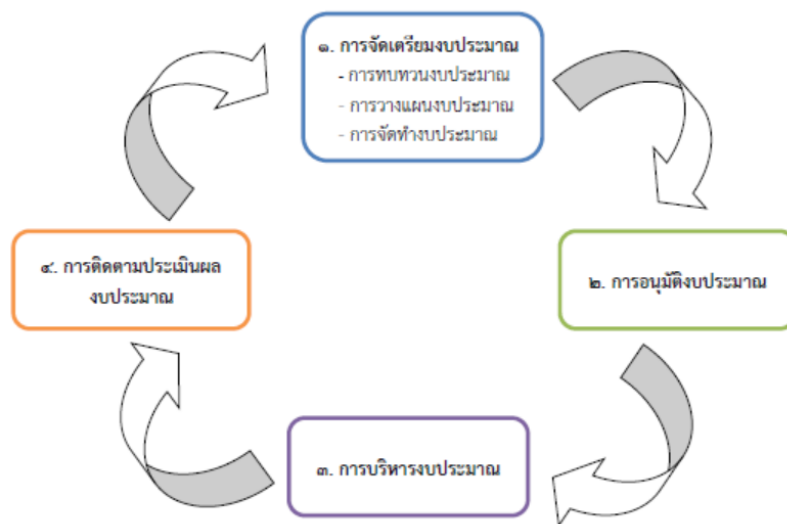 ๑. การจัดเตรียมงบประมาณ
- การทบทวนงบประมาณ
- การวางแผนงบประมาณ
- การจัดทำงบประมาณ
๒. การอนุมัติงบประมาณ
๓. การบริหารงบประมาณ
๔. การติดตามประเมินผล
งบประมาณ